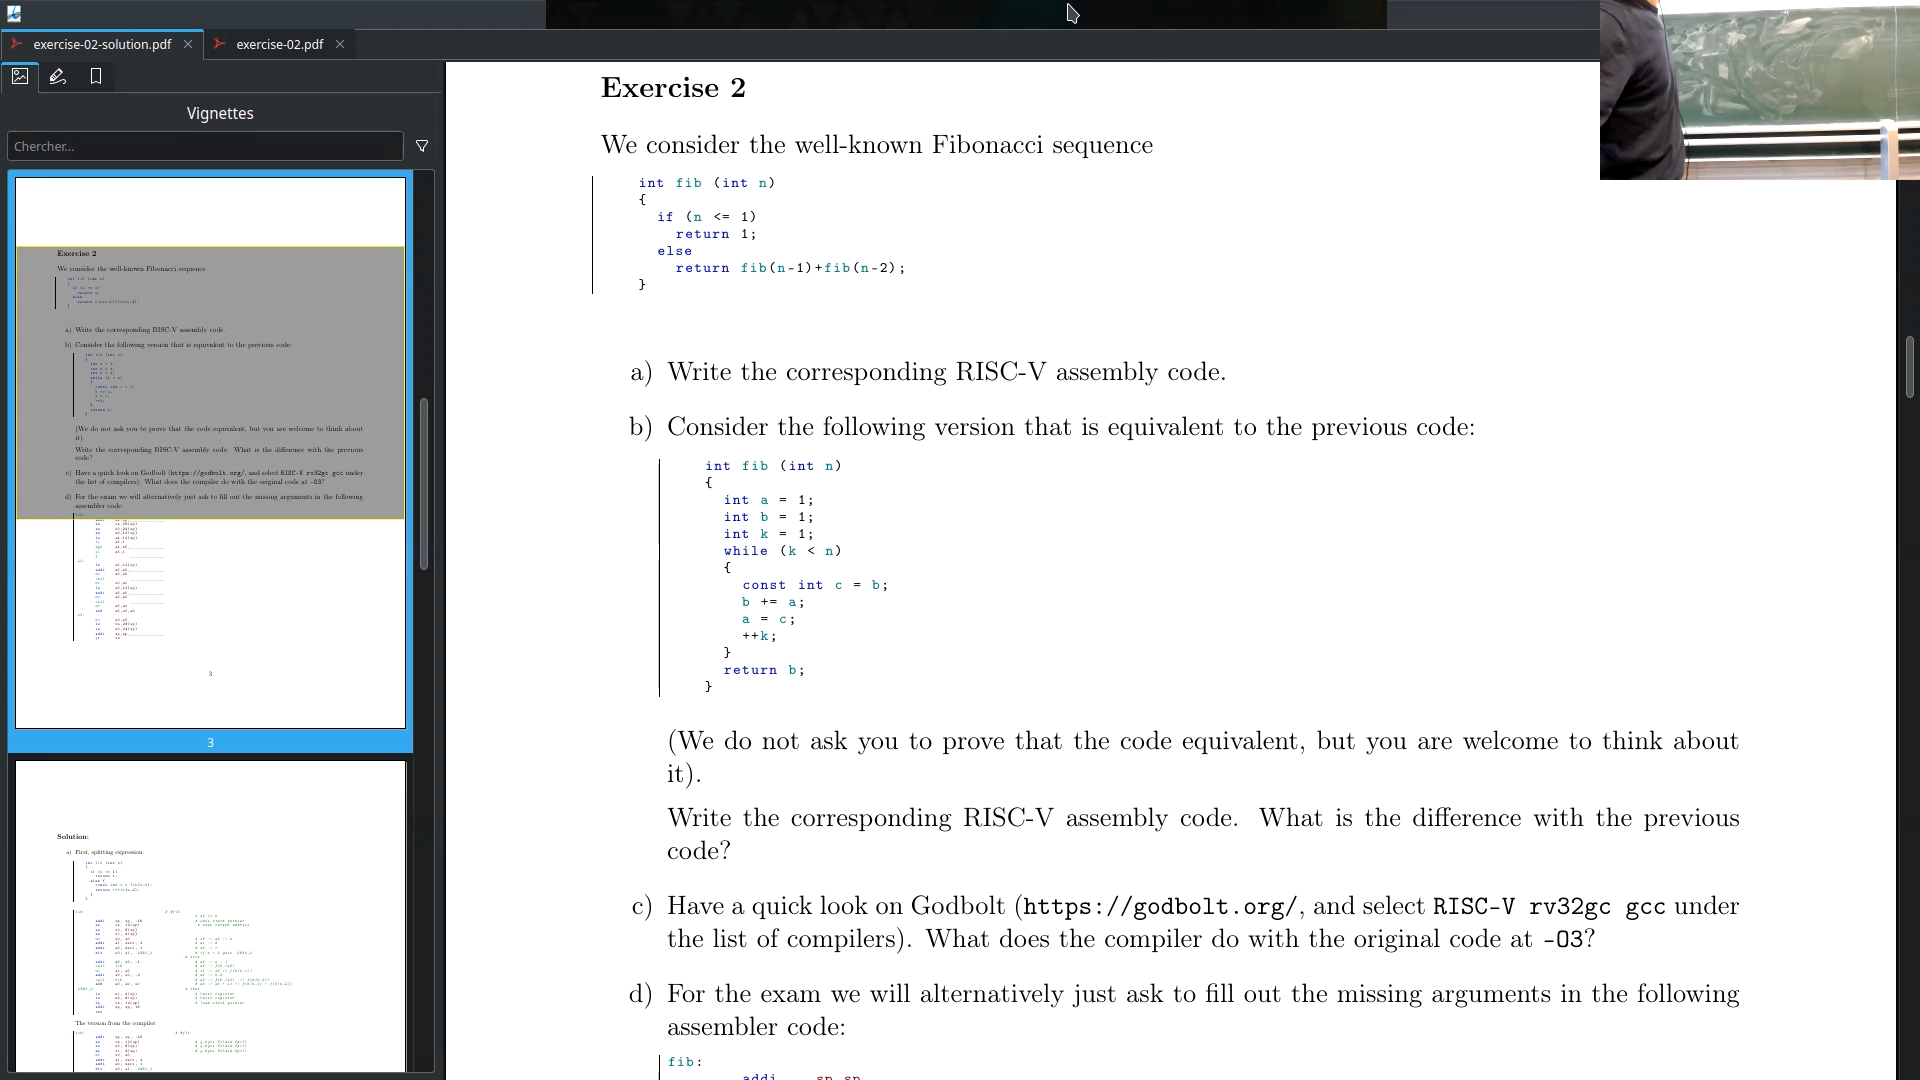 exercise-02-solution.pdf
exercise-02.pdf
Vignettes
Chercher...
3
Exercise 2
We consider the well-known Fibonacci sequence
int fib (int n)
{
if (n <= 1)
return 1;
else
return fib(n-1)+fib(n-2);
}
a) Write the corresponding RISC-V assembly code.
b) Consider the following version that is equivalent to the previous code:
int fib (int n)
{
int a = 1;
int b = 1;
int k = 1;
while (k < n)
{
const int c = b;
b += a;
a = c;
++k;
}
return b;
}
(We do not ask you to prove that the code equivalent, but you are welcome to think about
it).
Write the corresponding RISC-V assembly code. What is the difference with the previous
code?
c) Have a quick look on Godbolt (https://godbolt.org/, and select RISC-V rv32gc gcc under
the list of compilers). What does the compiler do with the original code at -O3?
d) For the exam we will alternatively just ask to fill out the missing arguments in the following
assembler code:
fib:
addi sp,sp,